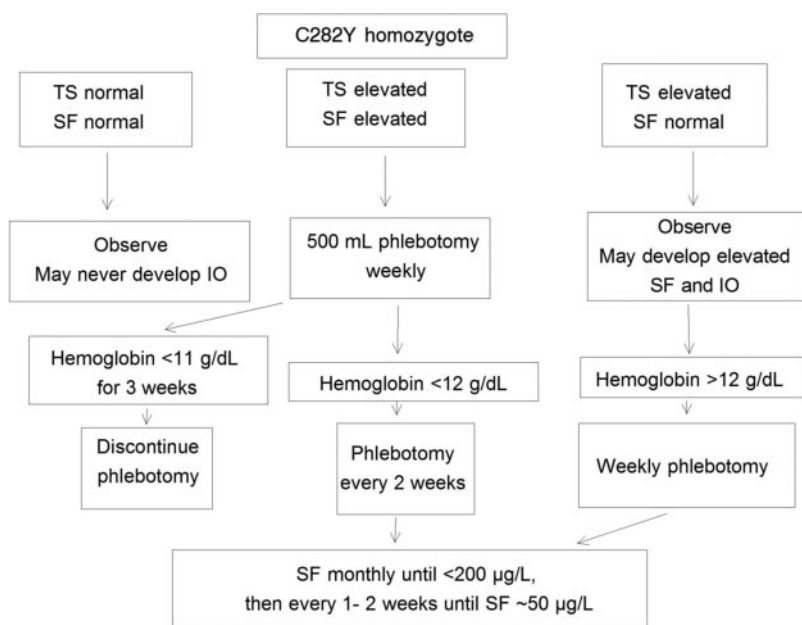 C282Y homozygote
TS normal
SF normal
TS elevated
SF elevated
TS elevated
SF normal
Observe
May never develop IO
500 mL phlebotomy
weekly
Observe
May develop elevated
SF and IO
Hemoglobin <11 g/dL
for 3 weeks
Hemoglobin <12 g/dL
Hemoglobin >12 g/dL
Discontinue
phlebotomy
Phlebotomy
every 2 weeks
Weekly phlebotomy
SF monthly until <200 µg/L,
then every 1- 2 weeks until SF ~50 µg/L